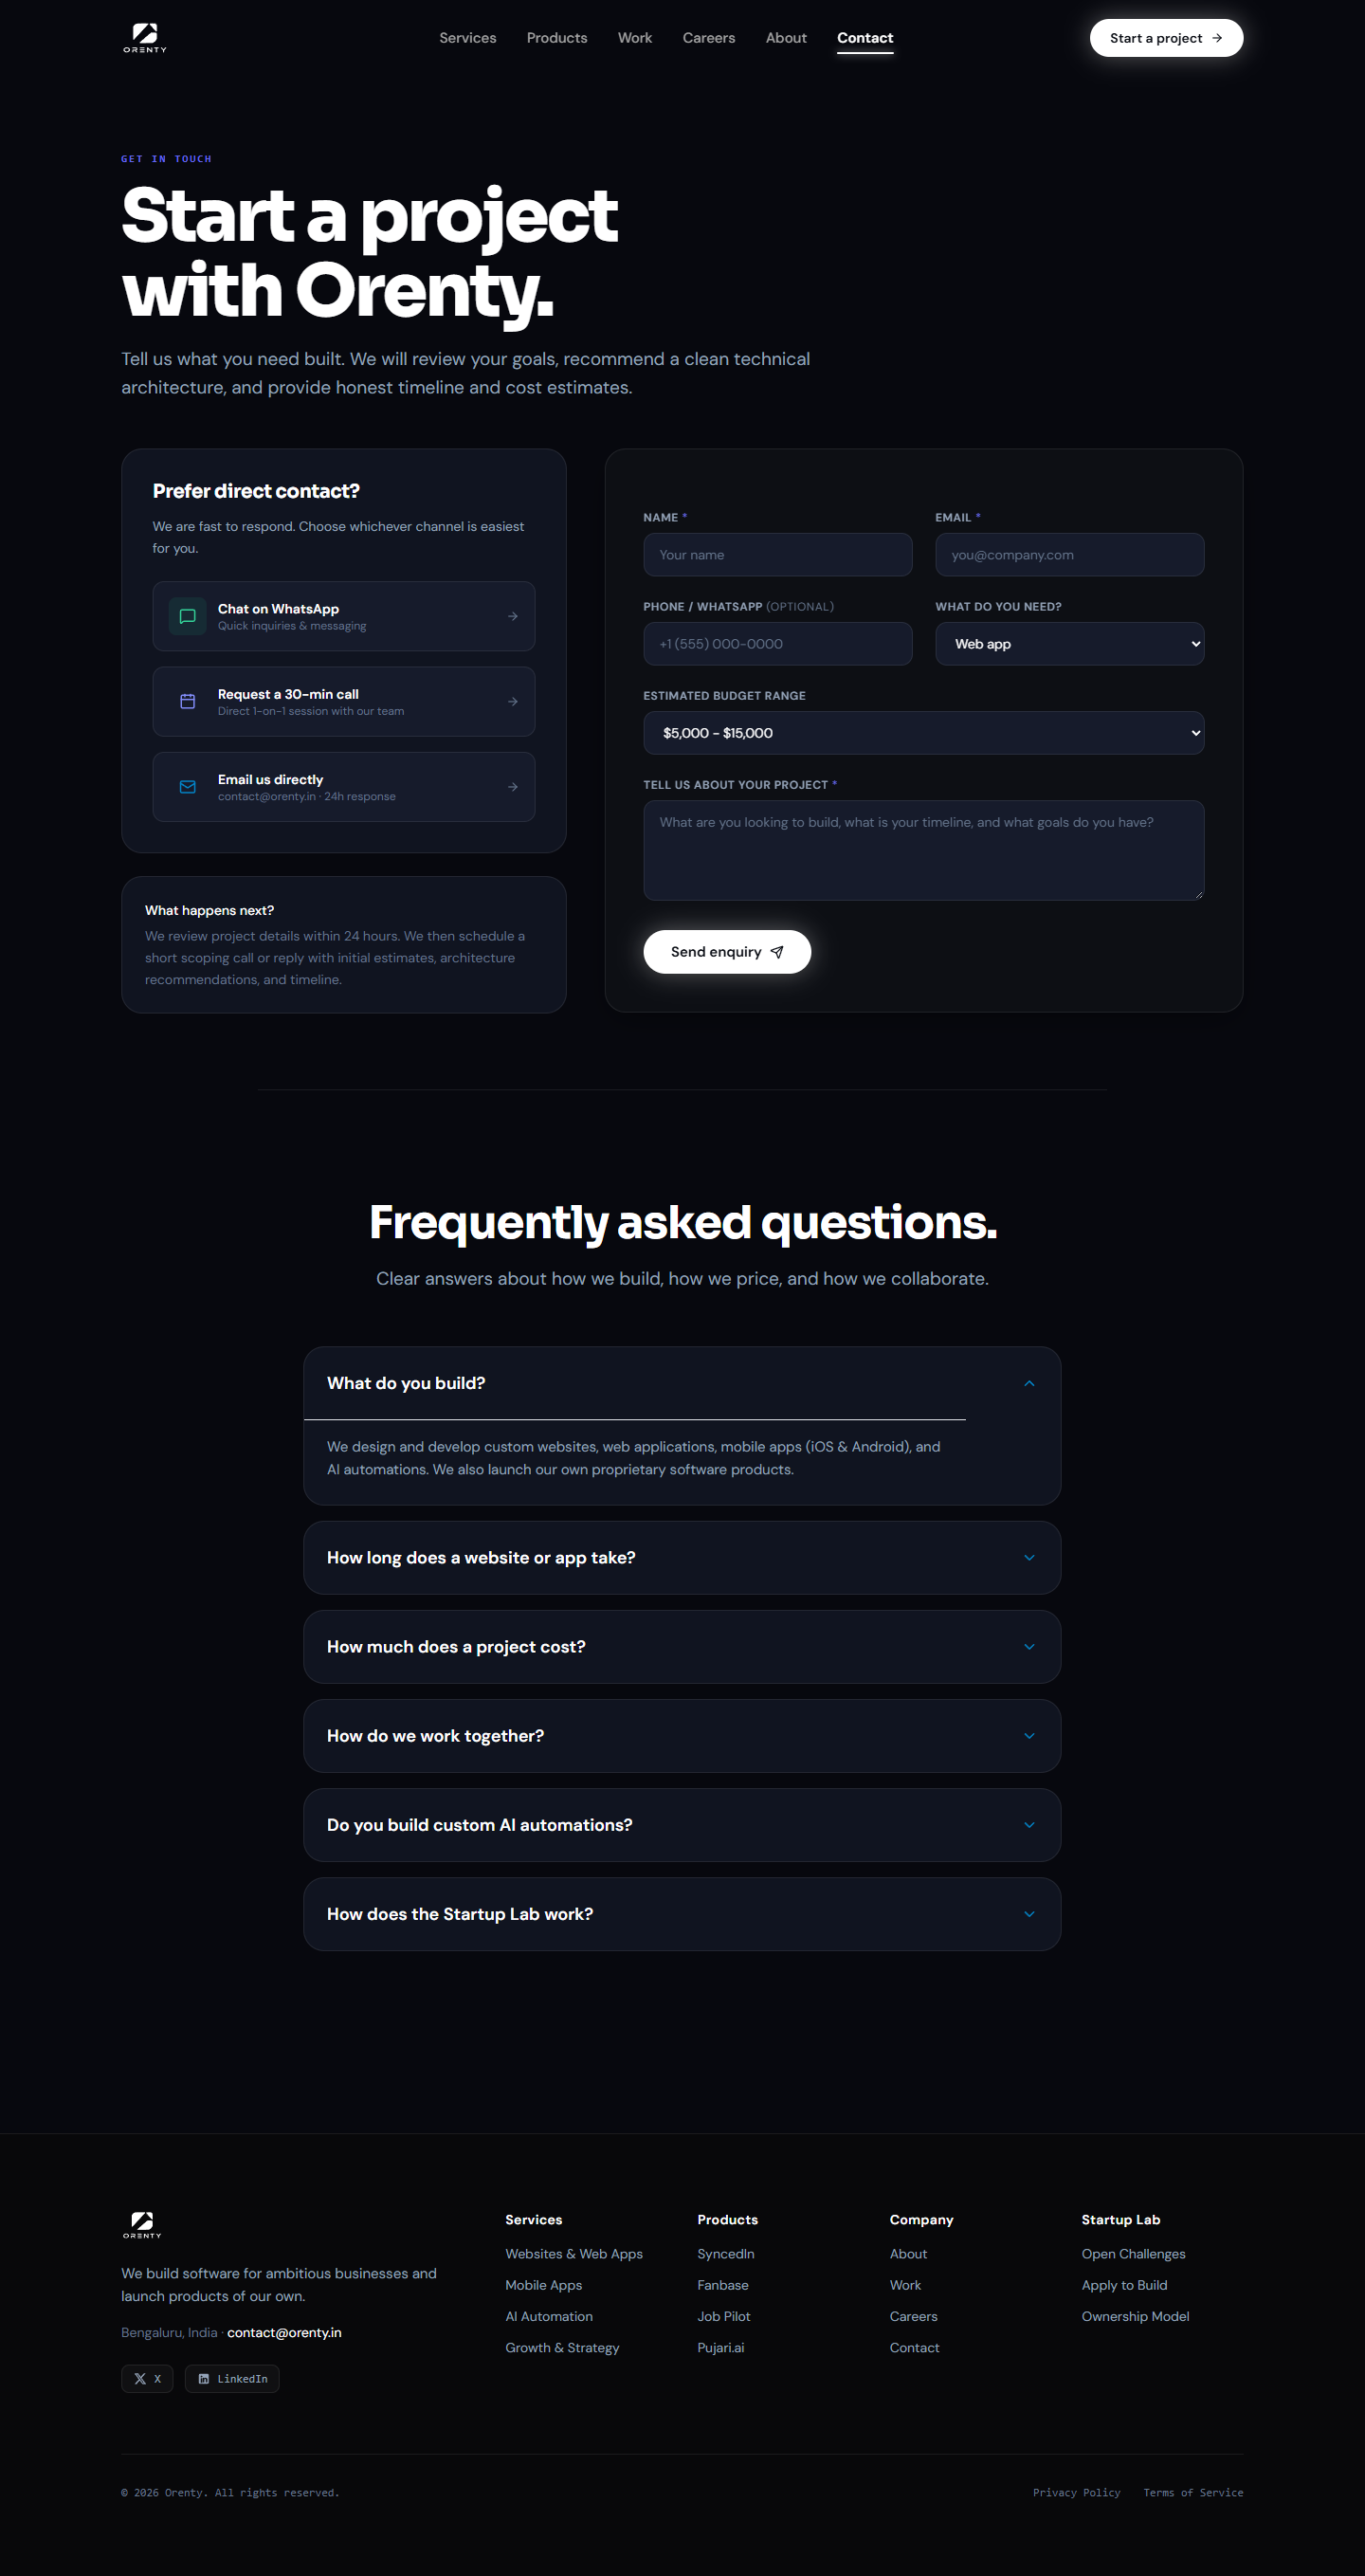 ORENTY
Services Products Work Careers About Contact
Start a project
GET IN TOUCH
Start a project
with Orenty.
Tell us what you need built. We will review your goals, recommend a clean technical
architecture, and provide honest timeline and cost estimates.
Prefer direct contact?
We are fast to respond. Choose whichever channel is easiest
for you.
Chat on WhatsApp
Quick inquiries & messaging
Request a 30-min call
Direct 1-on-1 session with our team
Email us directly
contact@orenty.in · 24h response
What happens next?
We review project details within 24 hours. We then schedule a
short scoping call or reply with initial estimates, architecture
recommendations, and timeline.
NAME * EMAIL *
Your name you@company.com
PHONE / WHATSAPP (OPTIONAL) WHAT DO YOU NEED?
+1 (555) 000-0000 Web app
ESTIMATED BUDGET RANGE
$5,000 - $15,000
TELL US ABOUT YOUR PROJECT *
What are you looking to build, what is your timeline, and what goals do you have?
Send enquiry
Frequently asked questions.
Clear answers about how we build, how we price, and how we collaborate.
What do you build?
We design and develop custom websites, web applications, mobile apps (iOS & Android), and
AI automations. We also launch our own proprietary software products.
How long does a website or app take?
How much does a project cost?
How do we work together?
Do you build custom AI automations?
How does the Startup Lab work?
ORENTY
We build software for ambitious businesses and
launch products of our own.
Bengaluru, India · contact@orenty.in
X LinkedIn
Services
Websites & Web Apps
Mobile Apps
AI Automation
Growth & Strategy
Products
SyncedIn
Fanbase
Job Pilot
Pujari.ai
Company
About
Work
Careers
Contact
Startup Lab
Open Challenges
Apply to Build
Ownership Model
© 2026 Orenty. All rights reserved.
Privacy Policy Terms of Service